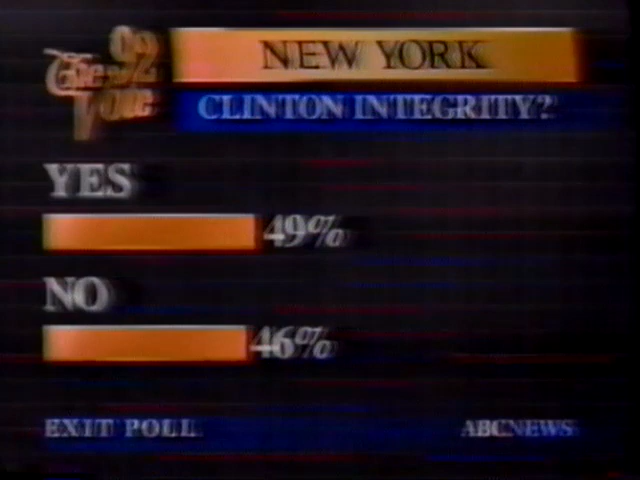 The '92 Vote
NEW YORK
CLINTON INTEGRITY?
YES
49%
NO
46%
EXIT POLL
ABCNEWS